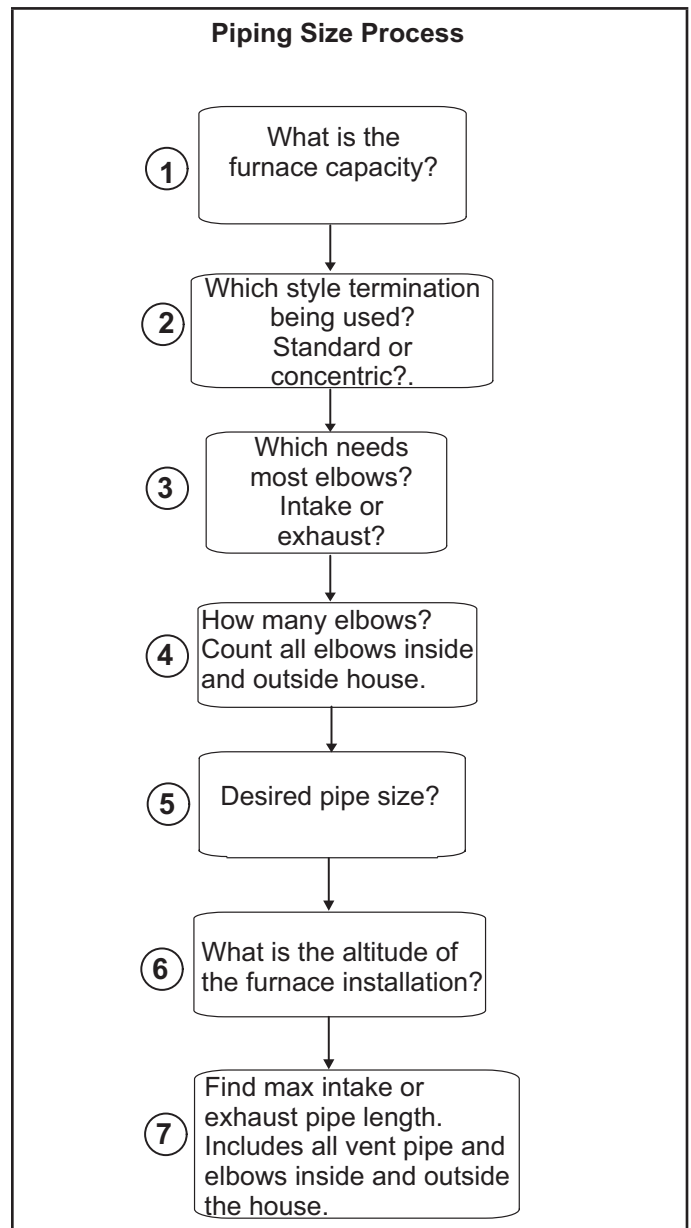 Piping Size Process
1
What is the
furnace capacity?
2
Which style termination
being used?
Standard or
concentric?.
3
Which needs
most elbows?
Intake or
exhaust?
4
How many elbows?
Count all elbows inside
and outside house.
5
Desired pipe size?
6
What is the altitude of
the furnace installation?
7
Find max intake or
exhaust pipe length.
Includes all vent pipe and
elbows inside and outside
the house.